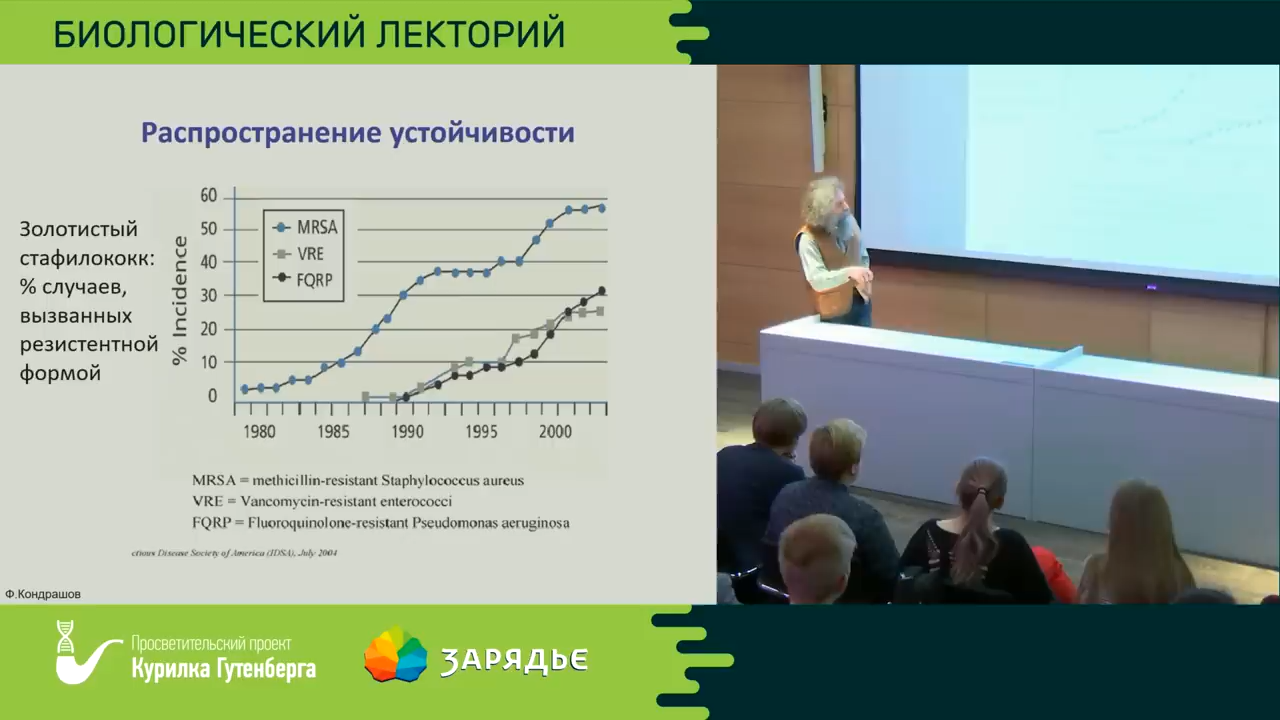 БИОЛОГИЧЕСКИЙ ЛЕКТОРИЙ
Распространение устойчивости
Золотистый
стафилококк:
% случаев,
вызванных
резистентной
формой
% Incidence
60
50
40
30
20
10
0
MRSA
VRE
FQRP
1980 1985 1990 1995 2000
MRSA = methicillin-resistant Staphylococcus aureus
VRE = Vancomycin-resistant enterococci
FQRP = Fluoroquinolone-resistant Pseudomonas aeruginosa
ctious Disease Society of America (IDSA), July 2004
Ф.Кондрашов
Просветительский проект
Курилка Гутенберга
ЗАРЯДЬЕ